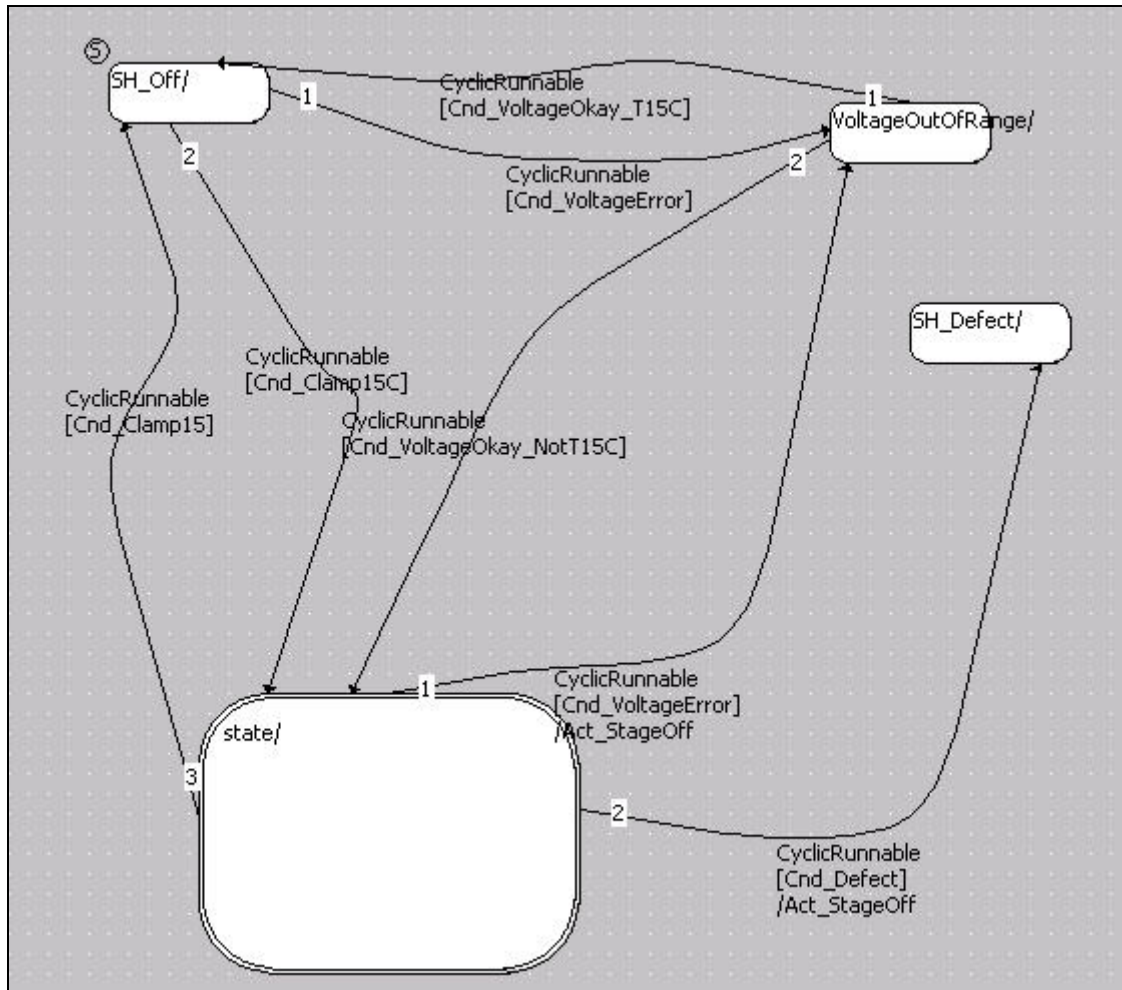 S
SH_Off/
1
2
CyclicRunnable
[Cnd_VoltageOkay_T15C]
1
VoltageOutOfRange/
2
CyclicRunnable
[Cnd_VoltageError]
SH_Defect/
CyclicRunnable
[Cnd_Clamp15C]
CyclicRunnable
[Cnd_Clamp15]
CyclicRunnable
[Cnd_VoltageOkay_NotT15C]
1
CyclicRunnable
[Cnd_VoltageError]
/Act_StageOff
state/
3
2
CyclicRunnable
[Cnd_Defect]
/Act_StageOff